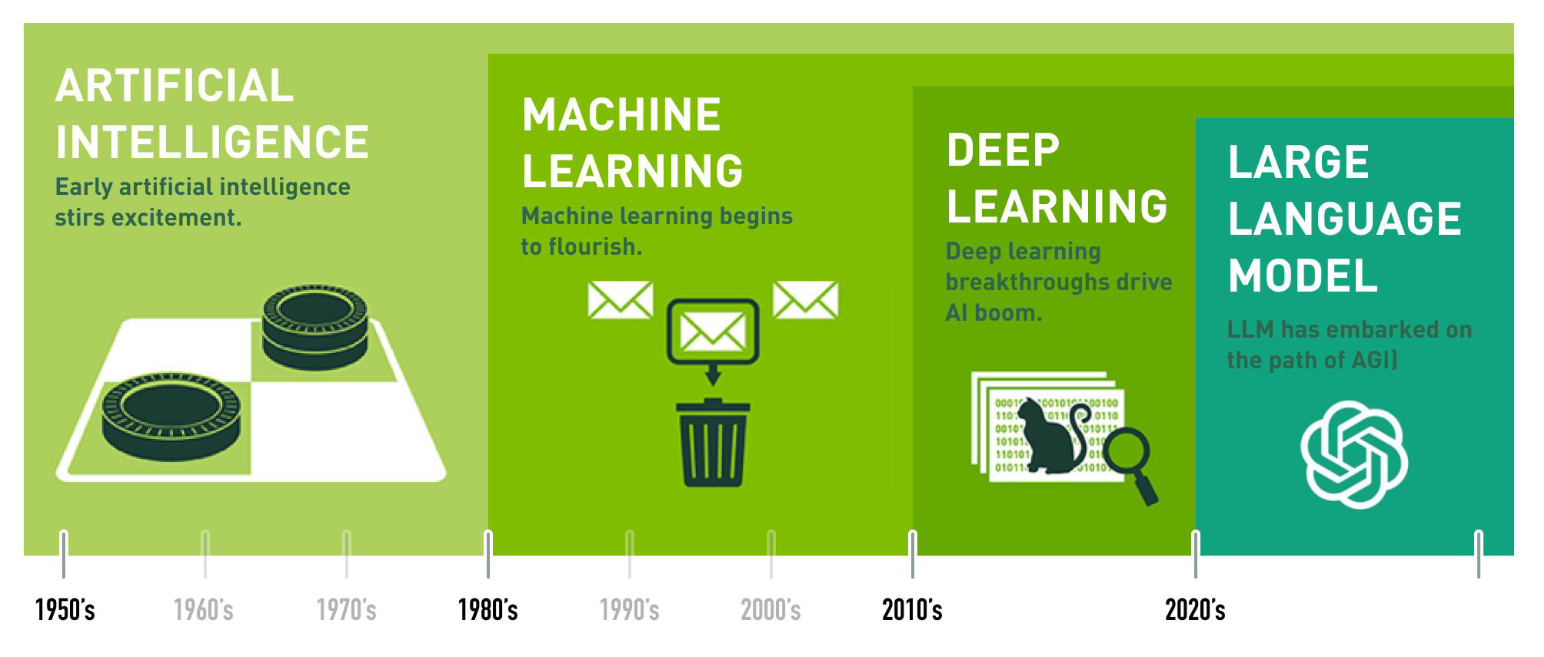 ARTIFICIAL
INTELLIGENCE
Early artificial intelligence
stirs excitement.
MACHINE
LEARNING
Machine learning begins
to flourish.
DEEP
LEARNING
Deep learning
breakthroughs drive
AI boom.
LARGE
LANGUAGE
MODEL
LLM has embarked on
the path of AGI)
1950's
1960's
1970's
1980's
1990's
2000's
2010's
2020's